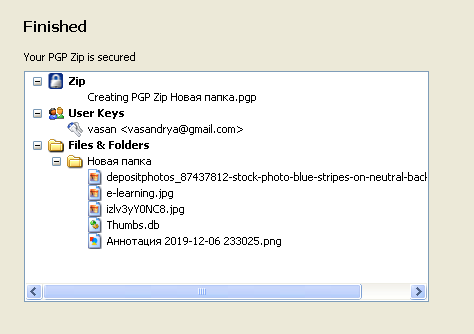 Finished
Your PGP Zip is secured
Zip
Creating PGP Zip Новая папка.pgp
User Keys
vasan <vasandrya@gmail.com>
Files & Folders
Новая папка
depositphotos_87437812-stock-photo-blue-stripes-on-neutral-bac
e-learning.jpg
izlv3yY0NC8.jpg
Thumbs.db
Аннотация 2019-12-06 233025.png